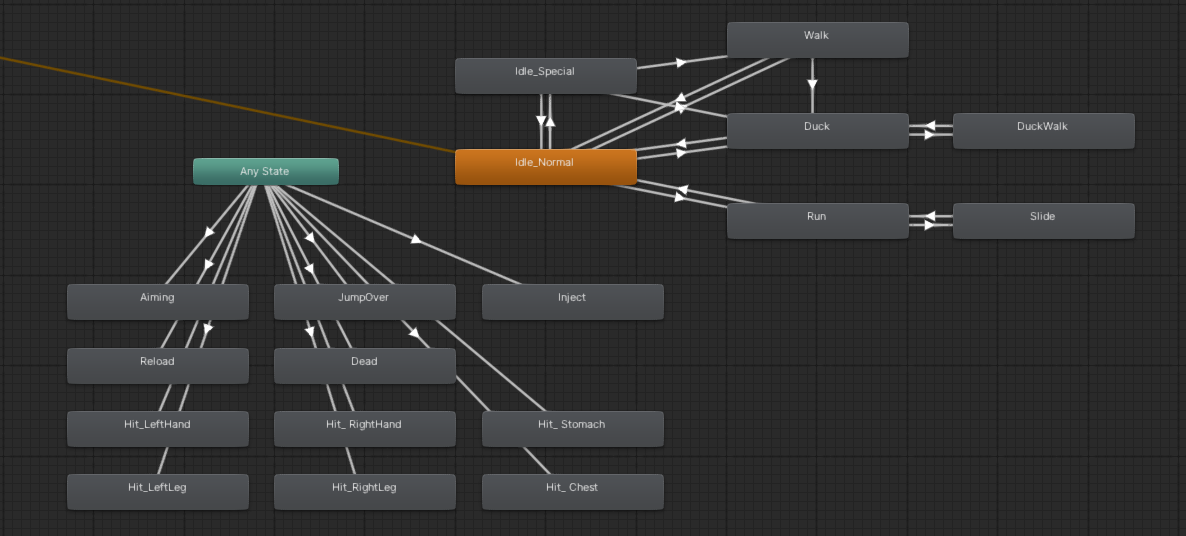 Walk
Idle_Special
Duck
DuckWalk
Idle_Normal
Any State
Run
Slide
Aiming
JumpOver
Inject
Reload
Dead
Hit_LeftHand
Hit_ RightHand
Hit_ Stomach
Hit_LeftLeg
Hit_RightLeg
Hit_ Chest